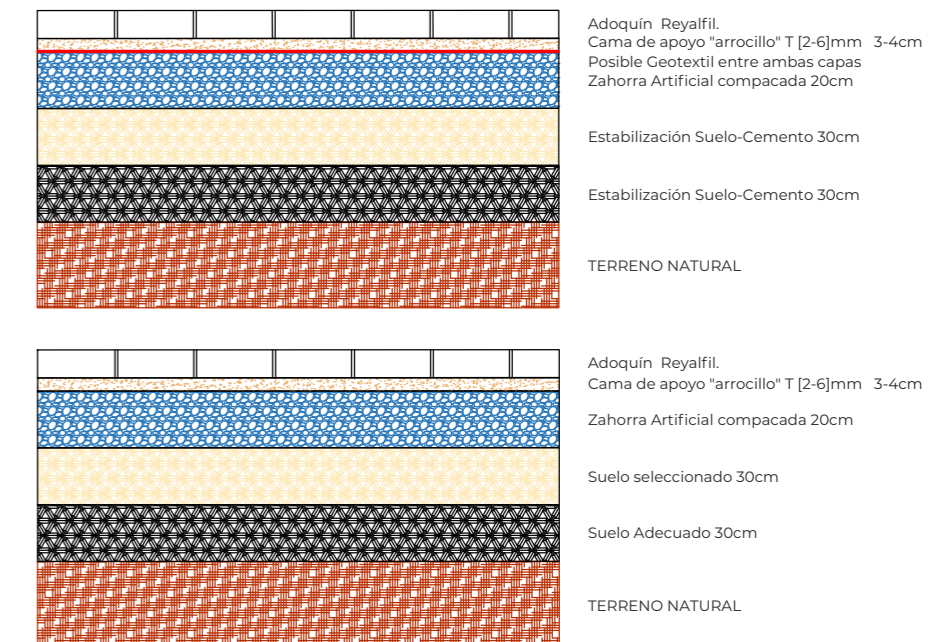 Adoquín  Reyalfil.
Cama de apoyo "arrocillo" T [2-6]mm   3-4cm
Posible Geotextil entre ambas capas
Zahorra Artificial compacada 20cm
Estabilización Suelo-Cemento 30cm
Estabilización Suelo-Cemento 30cm
TERRENO NATURAL
Adoquín  Reyalfil.
Cama de apoyo "arrocillo" T [2-6]mm   3-4cm
Zahorra Artificial compacada 20cm
Suelo seleccionado 30cm
Suelo Adecuado 30cm
TERRENO NATURAL